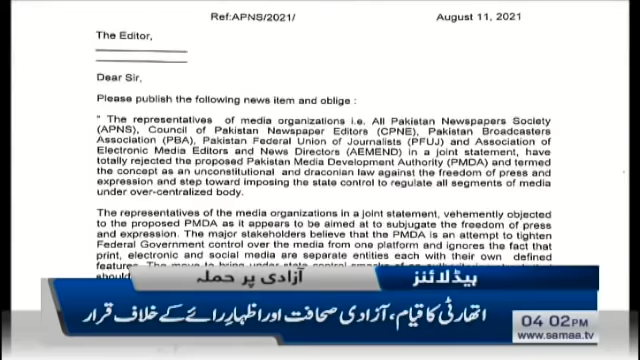 Ref:APNS/2021/ August 11, 2021
The Editor,
Dear Sir,
Please publish the following news item and oblige :
" The representatives of media organizations i.e. All Pakistan Newspapers Society
(APNS), Council of Pakistan Newspaper Editors (CPNE), Pakistan Broadcasters
Association (PBA), Pakistan Federal Union of Journalists (PFUJ) and Association of
Electronic Media Editors and News Directors (AEMEND) in a joint statement, have
totally rejected the proposed Pakistan Media Development Authority (PMDA) and termed
the concept as an unconstitutional and draconian law against the freedom of press and
expression and step toward imposing the state control to regulate all segments of media
under over-centralized body.
The representatives of the media organizations in a joint statement, vehemently objected
to the proposed PMDA as it appears to be aimed at to subjugate the freedom of press
and expression. The major stakeholders believe that the PMDA is an attempt to tighten
Federal Government control over the media from one platform and ignores the fact that
print, electronic and social media are separate entities each with their own defined
features. The move to bring under state control
shoul
ہیڈلائنز
آزادی پر حملہ
اتھارٹی کا قیام، آزادی صحافت اور اظہارِ رائے کے خلاف قرار
04 02PM
www.samaa.tv